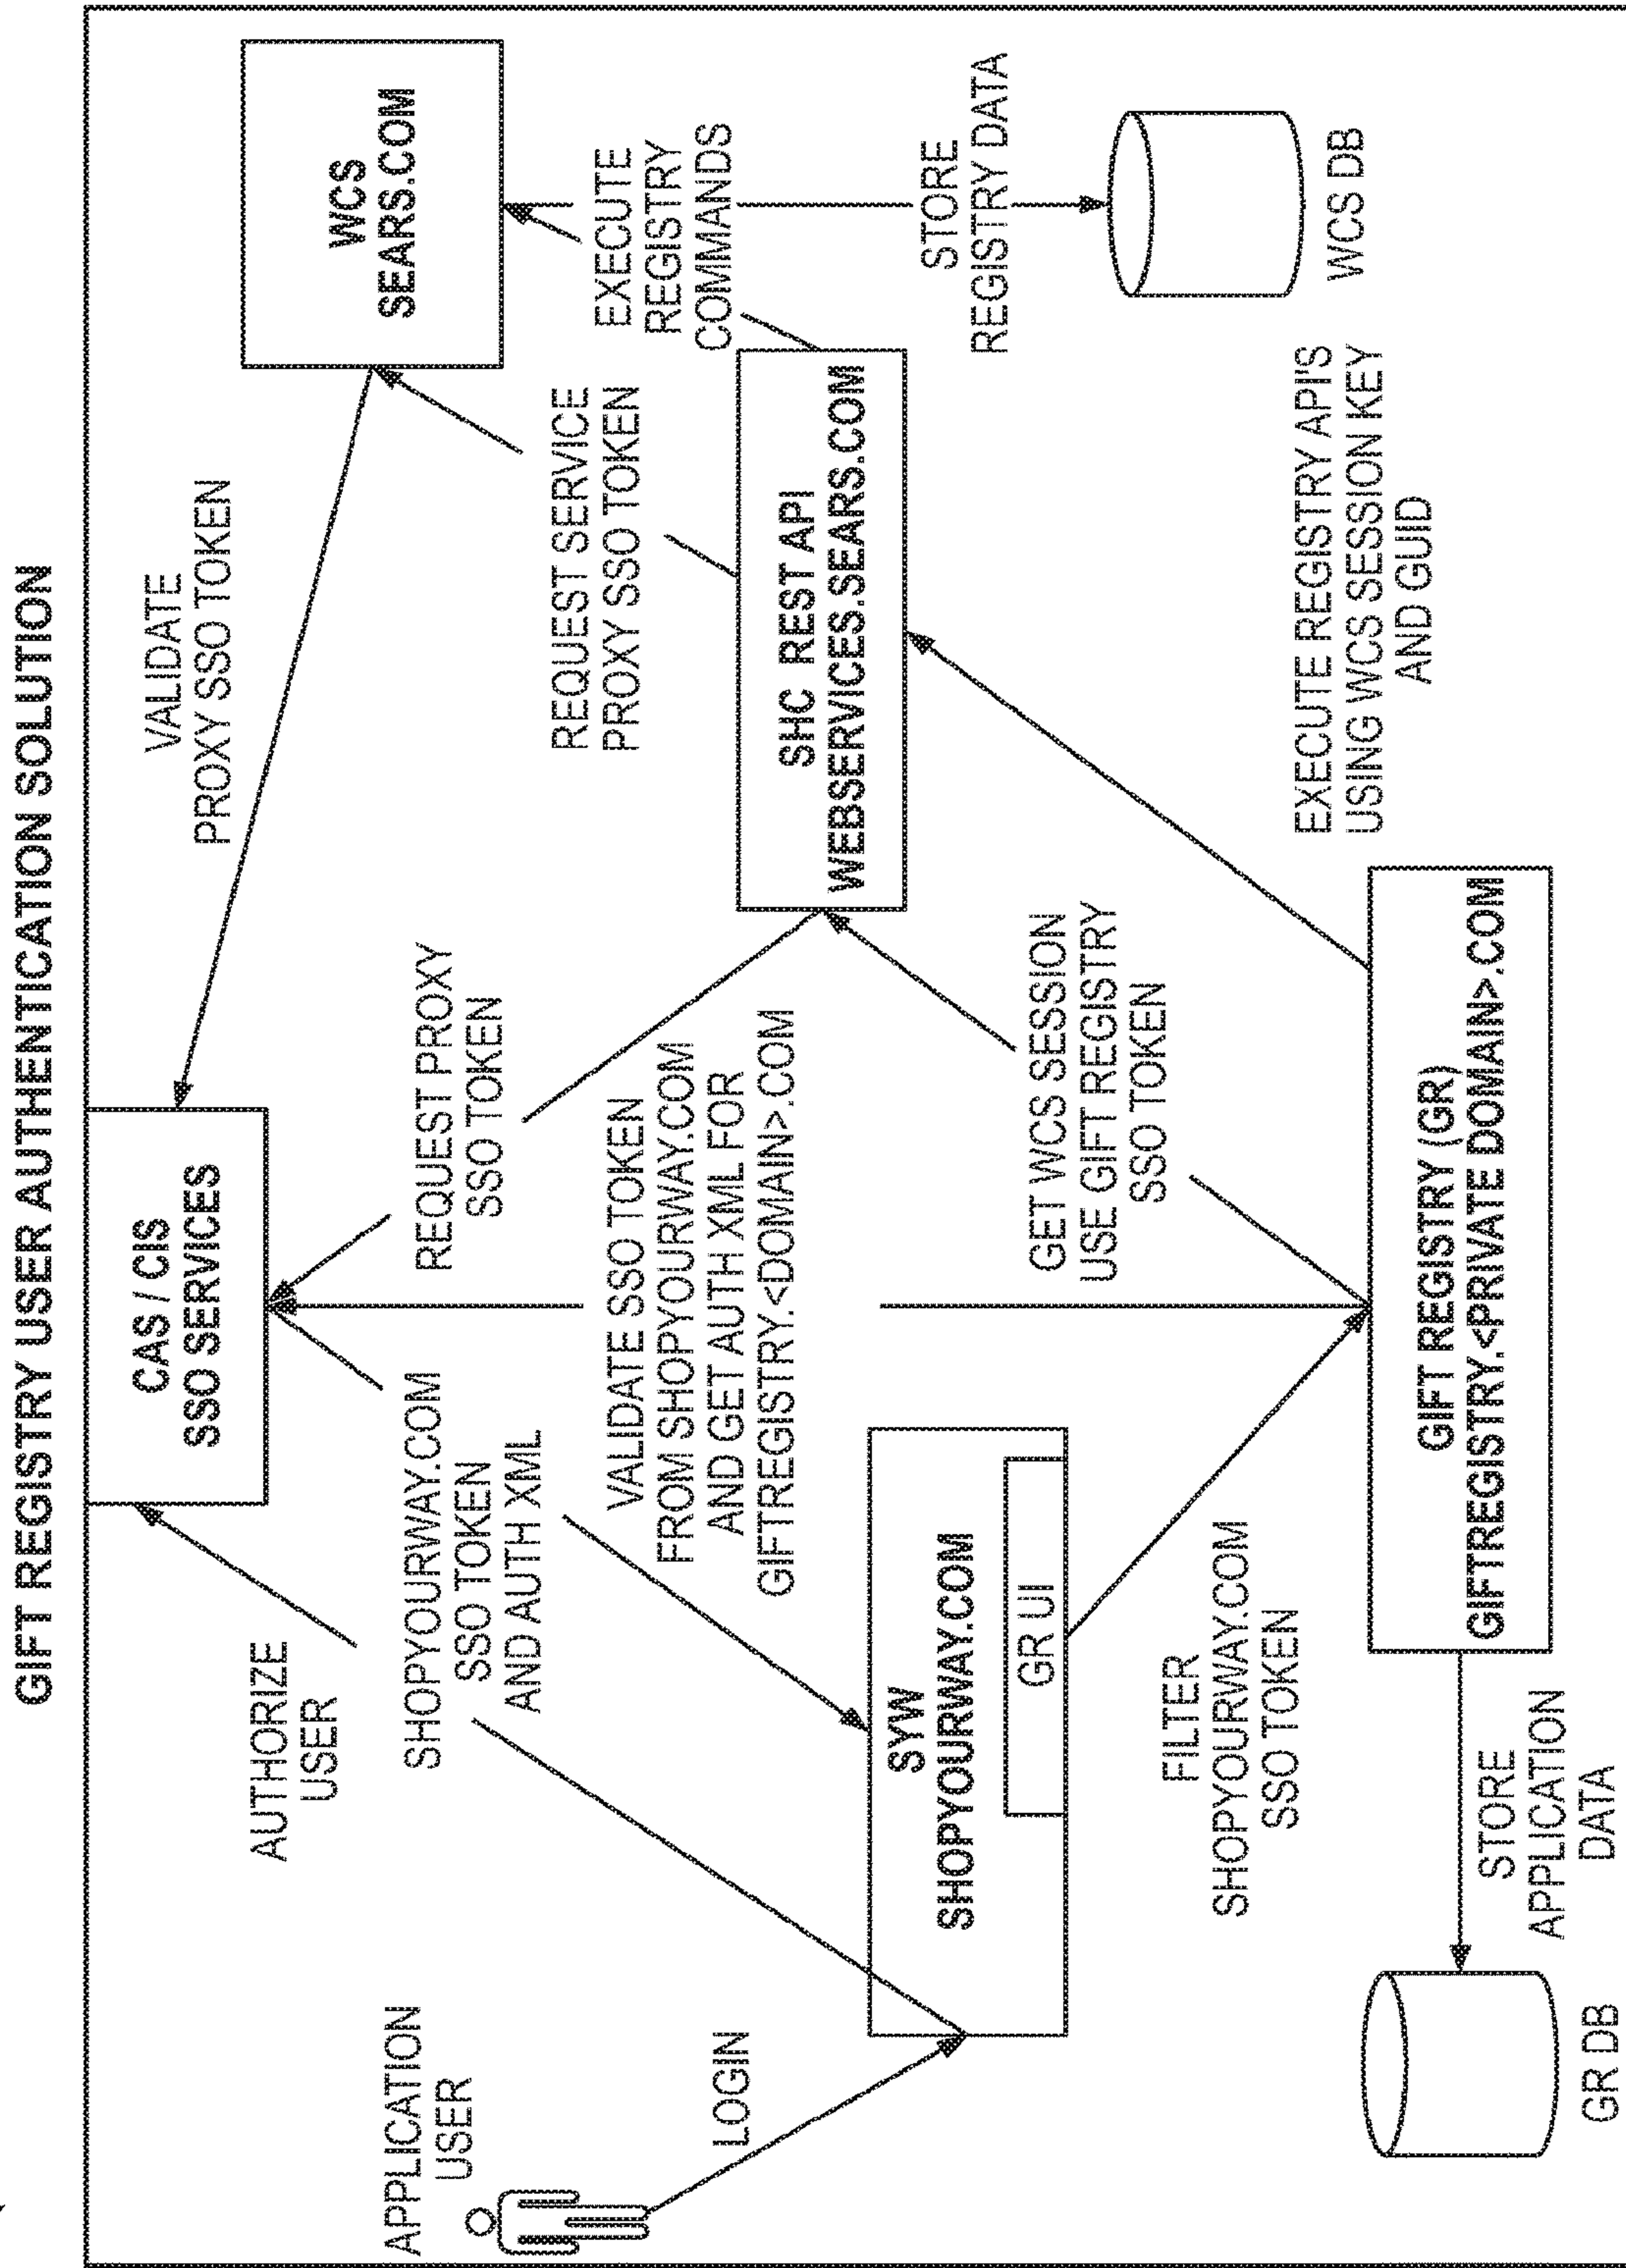 GIFT REGISTRY USER AUTHENTICATION SOLUTION
APPLICATION
USER
LOGIN
AUTHORIZE
USER
SHOPYOURWAY.COM
SSO TOKEN
AND AUTH XML
CAS / CIS
SSO SERVICES
VALIDATE
PROXY SSO TOKEN
WCS
SEARS.COM
REQUEST PROXY
SSO TOKEN
REQUEST SERVICE
PROXY SSO TOKEN
EXECUTE
REGISTRY
COMMANDS
VALIDATE SSO TOKEN
FROM SHOPYOURWAY.COM
AND GET AUTH XML FOR
GIFTREGISTRY.<DOMAIN>.COM
SHC REST API
WEBSERVICES.SEARS.COM
SYW
SHOPYOURWAY.COM
GR UI
STORE
REGISTRY DATA
GET WCS SESSION
USE GIFT REGISTRY
SSO TOKEN
FILTER
SHOPYOURWAY.COM
SSO TOKEN
EXECUTE REGISTRY API'S
USING WCS SESSION KEY
AND GUID
WCS DB
GIFT REGISTRY (GR)
GIFTREGISTRY.<PRIVATE DOMAIN>.COM
STORE
APPLICATION
DATA
GR DB